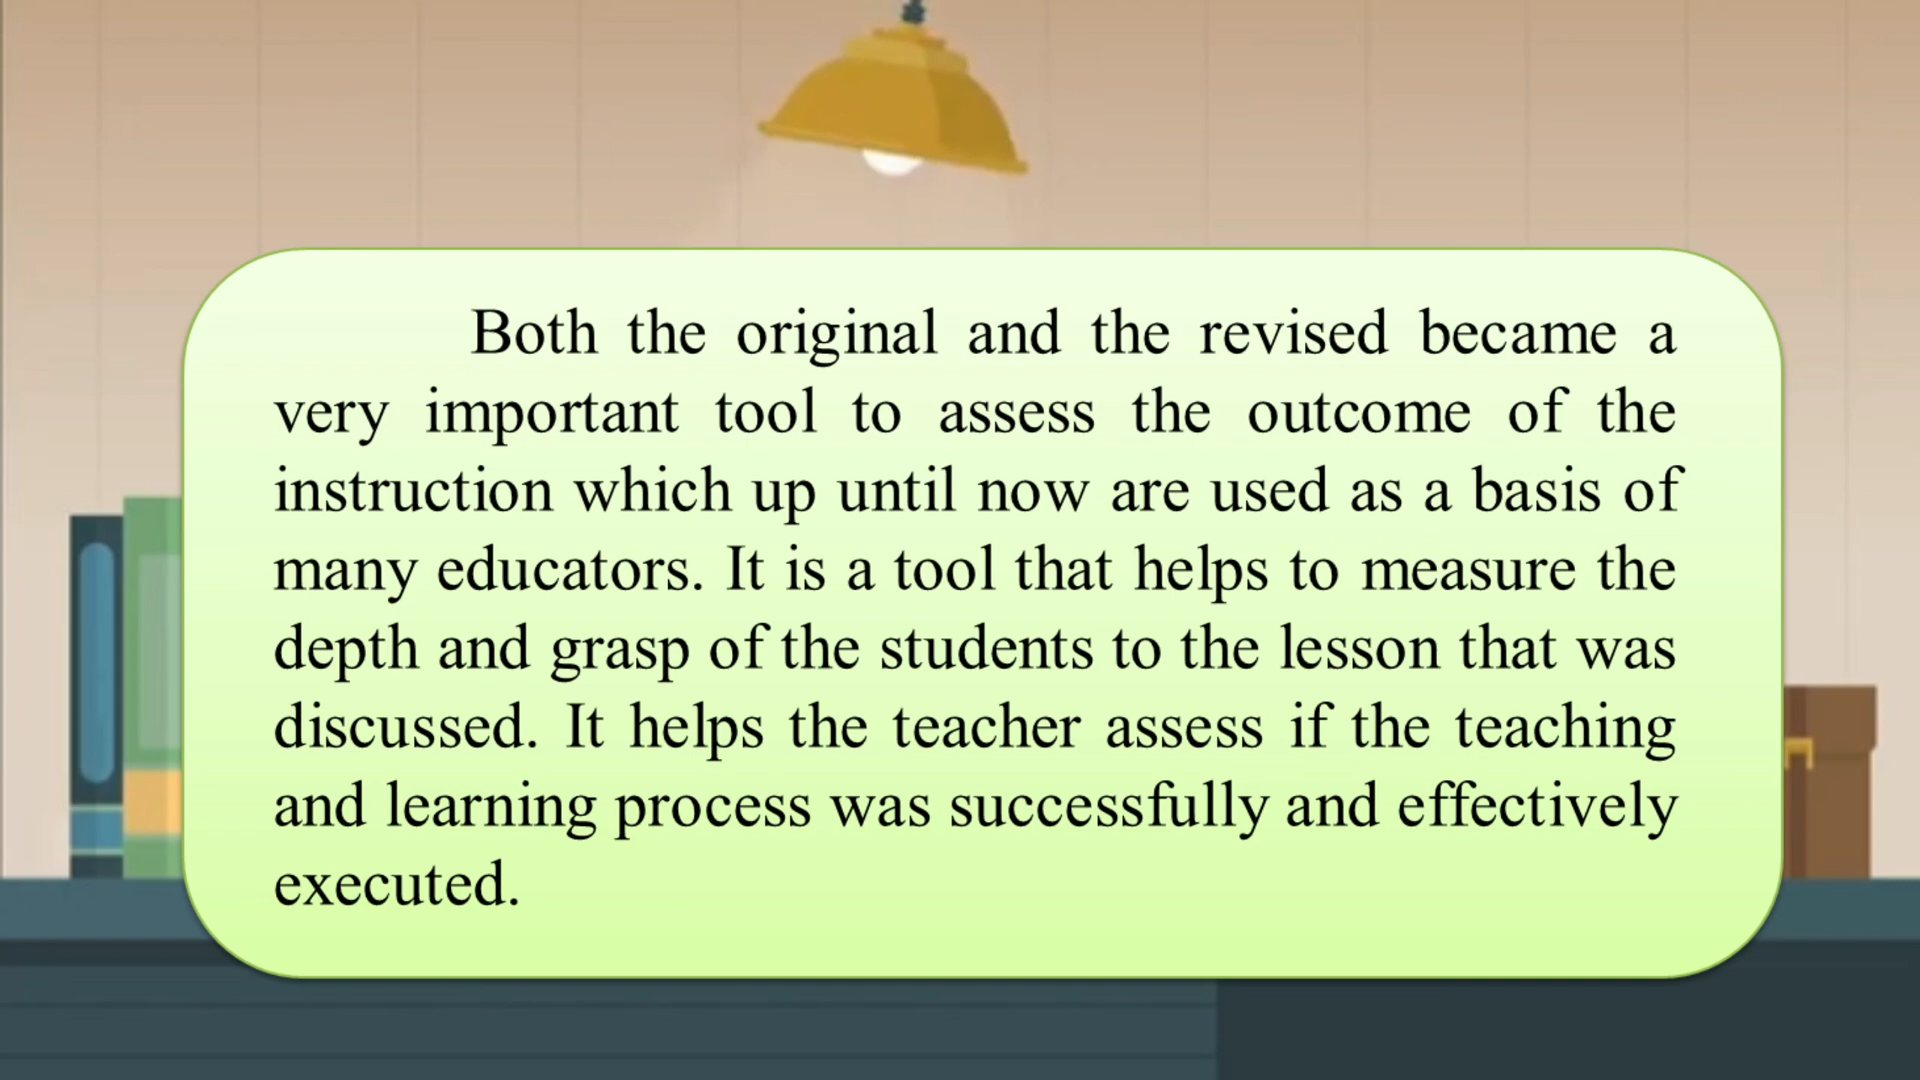 Both the original and the revised became a
very important tool to assess the outcome of the
instruction which up until now are used as a basis of
many educators. It is a tool that helps to measure the
depth and grasp of the students to the lesson that was
discussed. It helps the teacher assess if the teaching
and learning process was successfully and effectively
executed.